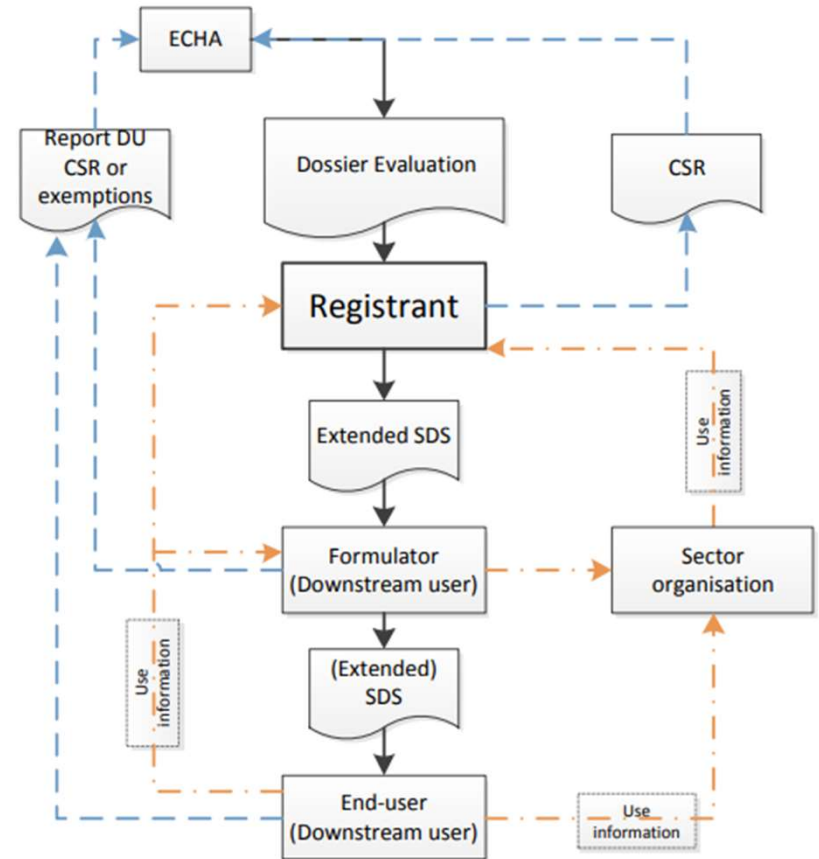 ECHA
Report DU
CSR or
exemptions
Dossier Evaluation
CSR
Registrant
Extended SDS
Use
information
Formulator
(Downstream user)
Sector
organisation
Use
information
(Extended)
SDS
End-user
(Downstream user)
Use
information